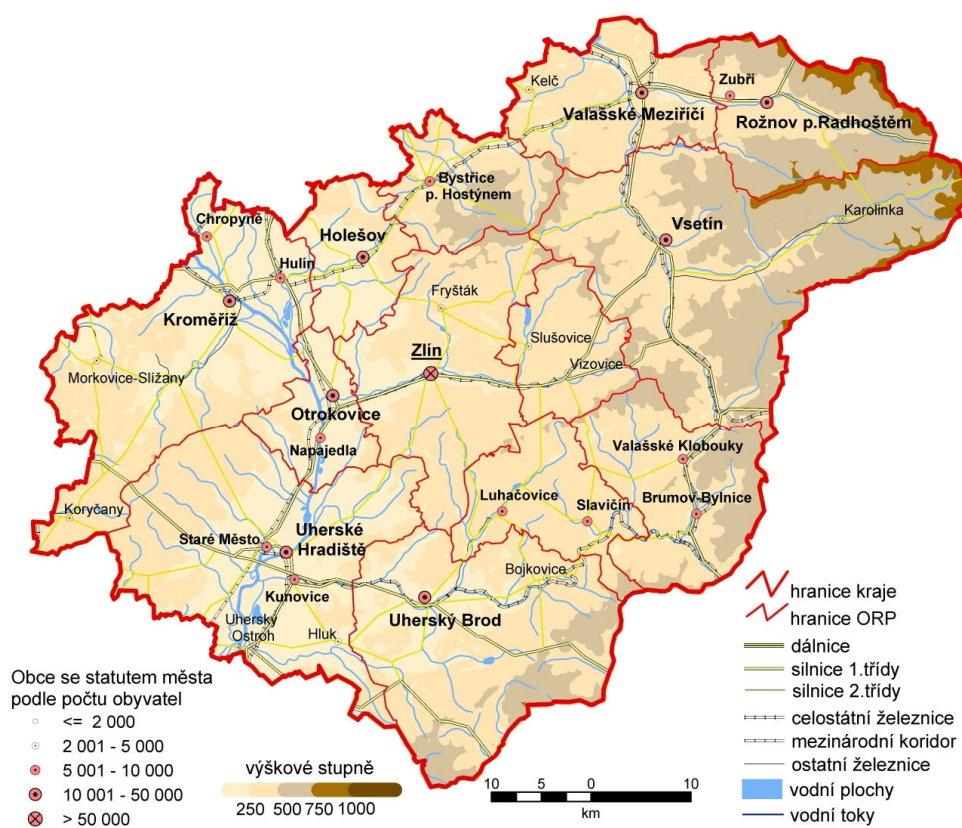 Kelč
Zubří
Valašské Meziříčí
Rožnov p.Radhoštěm
Bystřice
p. Hostýnem
Chropyně
Karolinka
Vsetín
Holešov
Hulín
Fryšták
Kroměříž
Slušovice
Zlín
Vizovice
Morkovice-Slížany
Otrokovice
Napajedla
Valašské Klobouky
Luhačovice
Slavičín
Brumov-Bylnice
Koryčany
Staré Město
Uherské
Hradiště
Bojkovice
Kunovice
Uherský Brod
Uherský
Ostroh
Hluk
Obce se statutem města
podle počtu obyvatel
<= 2 000
2 001 - 5 000
5 001 - 10 000
10 001 - 50 000
> 50 000
výškové stupně
250 500 750 1000
10 0 10
km
hranice kraje
hranice ORP
dálnice
silnice 1.třídy
silnice 2.třídy
celostátní železnice
mezinárodní koridor
ostatní železnice
vodní plochy
vodní toky